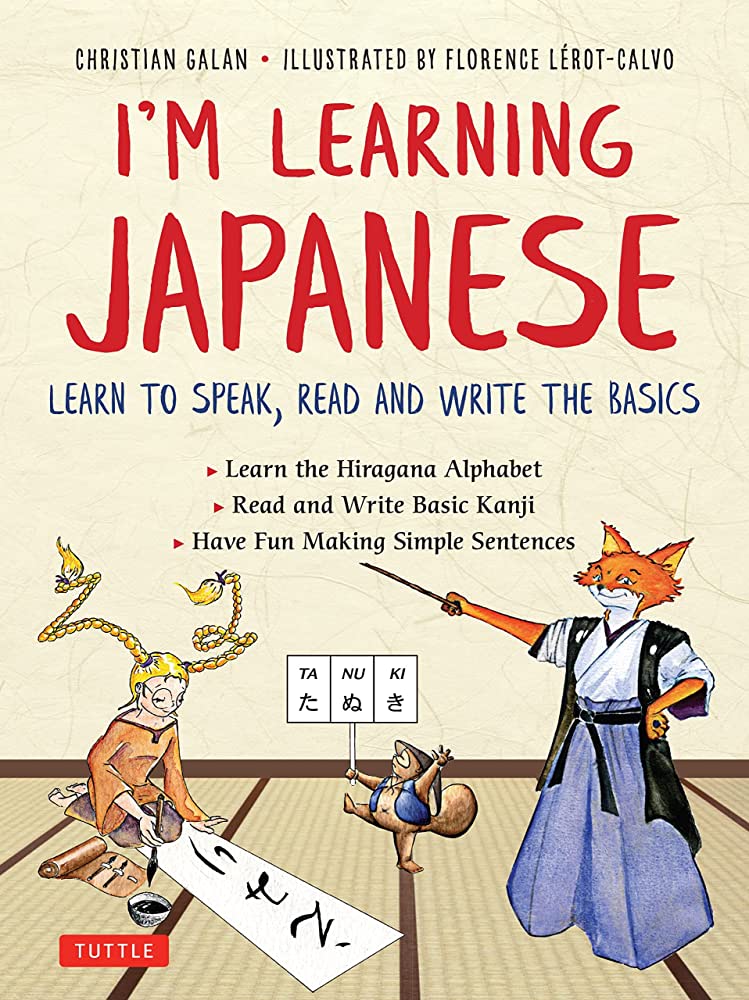 CHRISTIAN GALAN • ILLUSTRATED BY FLORENCE LÉROT-CALVO
I'M LEARNING
JAPANESE
LEARN TO SPEAK, READ AND WRITE THE BASICS
▸ Learn the Hiragana Alphabet
▸ Read and Write Basic Kanji
▸ Have Fun Making Simple Sentences
TA NU KI
た ぬ き
TUTTLE